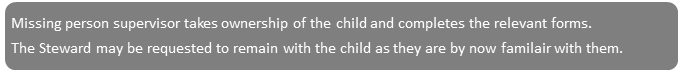 Missing person supervisor takes ownership of the child and completes the relevant forms.
The Steward may be requested to remain with the child as they are by now familair with them.